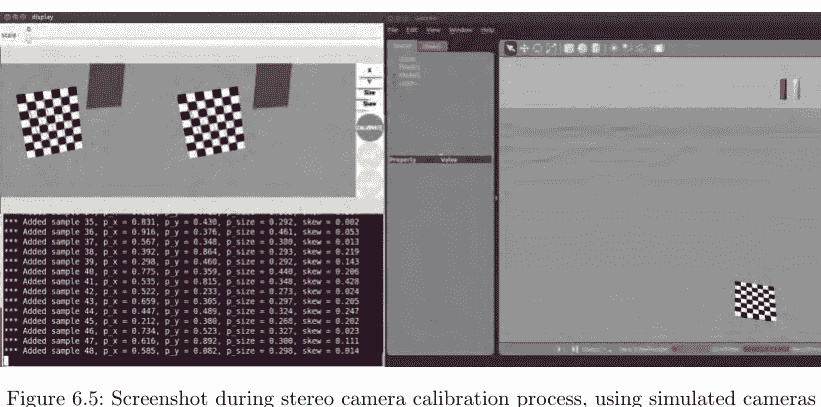 display
scale
X
Y
Size
Skew
CALIBRATE
File Edit View Window Help
Property Value
*** Added sample 35, p_x = 0.831, p_y = 0.430, p_size = 0.292, skew = 0.002
*** Added sample 36, p_x = 0.916, p_y = 0.376, p_size = 0.461, skew = 0.053
*** Added sample 37, p_x = 0.567, p_y = 0.348, p_size = 0.380, skew = 0.013
*** Added sample 38, p_x = 0.392, p_y = 0.864, p_size = 0.293, skew = 0.219
*** Added sample 39, p_x = 0.298, p_y = 0.460, p_size = 0.292, skew = 0.143
*** Added sample 40, p_x = 0.775, p_y = 0.359, p_size = 0.440, skew = 0.206
*** Added sample 41, p_x = 0.535, p_y = 0.815, p_size = 0.348, skew = 0.428
*** Added sample 42, p_x = 0.522, p_y = 0.233, p_size = 0.273, skew = 0.024
*** Added sample 43, p_x = 0.659, p_y = 0.305, p_size = 0.297, skew = 0.205
*** Added sample 44, p_x = 0.447, p_y = 0.489, p_size = 0.324, skew = 0.247
*** Added sample 45, p_x = 0.212, p_y = 0.380, p_size = 0.268, skew = 0.202
*** Added sample 46, p_x = 0.734, p_y = 0.523, p_size = 0.327, skew = 0.023
*** Added sample 47, p_x = 0.616, p_y = 0.892, p_size = 0.300, skew = 0.111
*** Added sample 48, p_x = 0.505, p_y = 0.082, p_size = 0.298, skew = 0.014
Figure 6.5: Screenshot during stereo camera calibration process, using simulated cameras